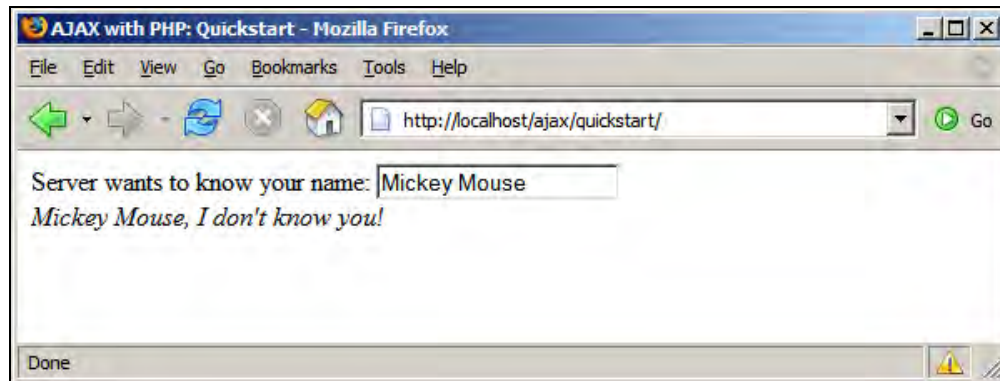 AJAX with PHP: Quickstart - Mozilla Firefox
File Edit View Go Bookmarks Tools Help
http://localhost/ajax/quickstart/ Go
Server wants to know your name: Mickey Mouse
Mickey Mouse, I don't know you!
Done